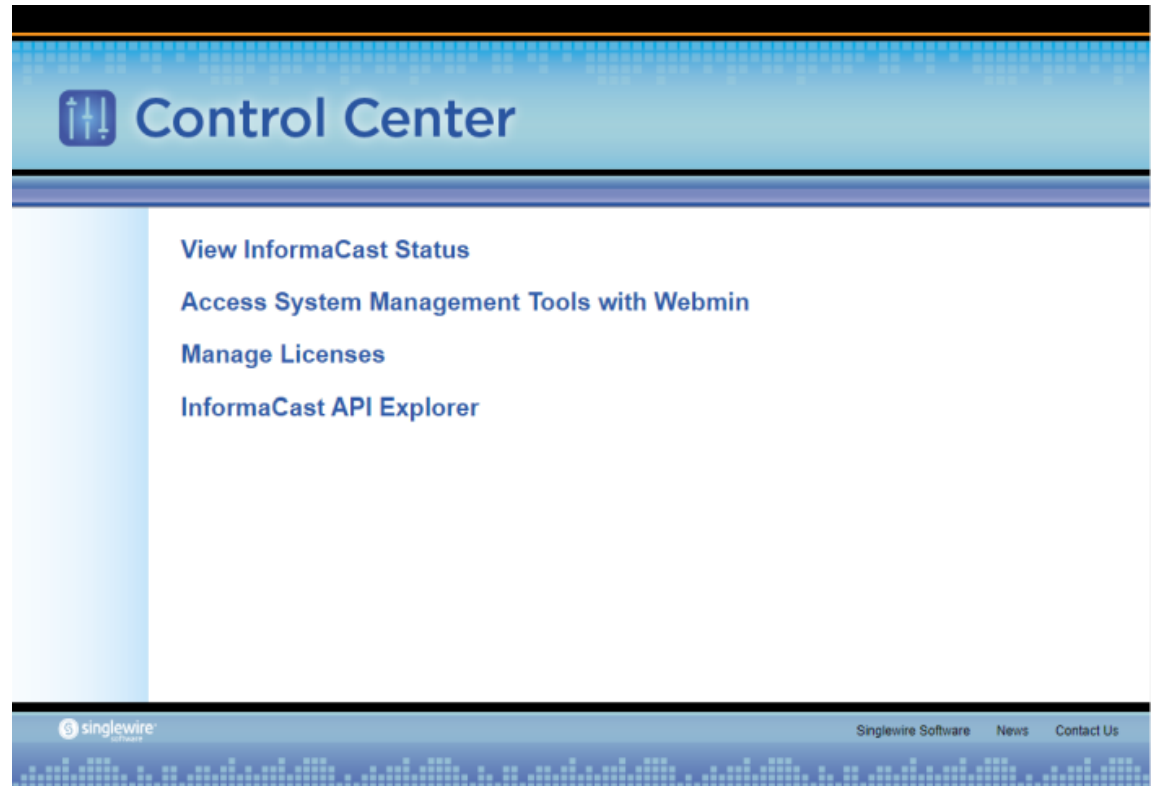 Control Center
View InformaCast Status
Access System Management Tools with Webmin
Manage Licenses
InformaCast API Explorer
singlewire
software
Singlewire Software News Contact Us